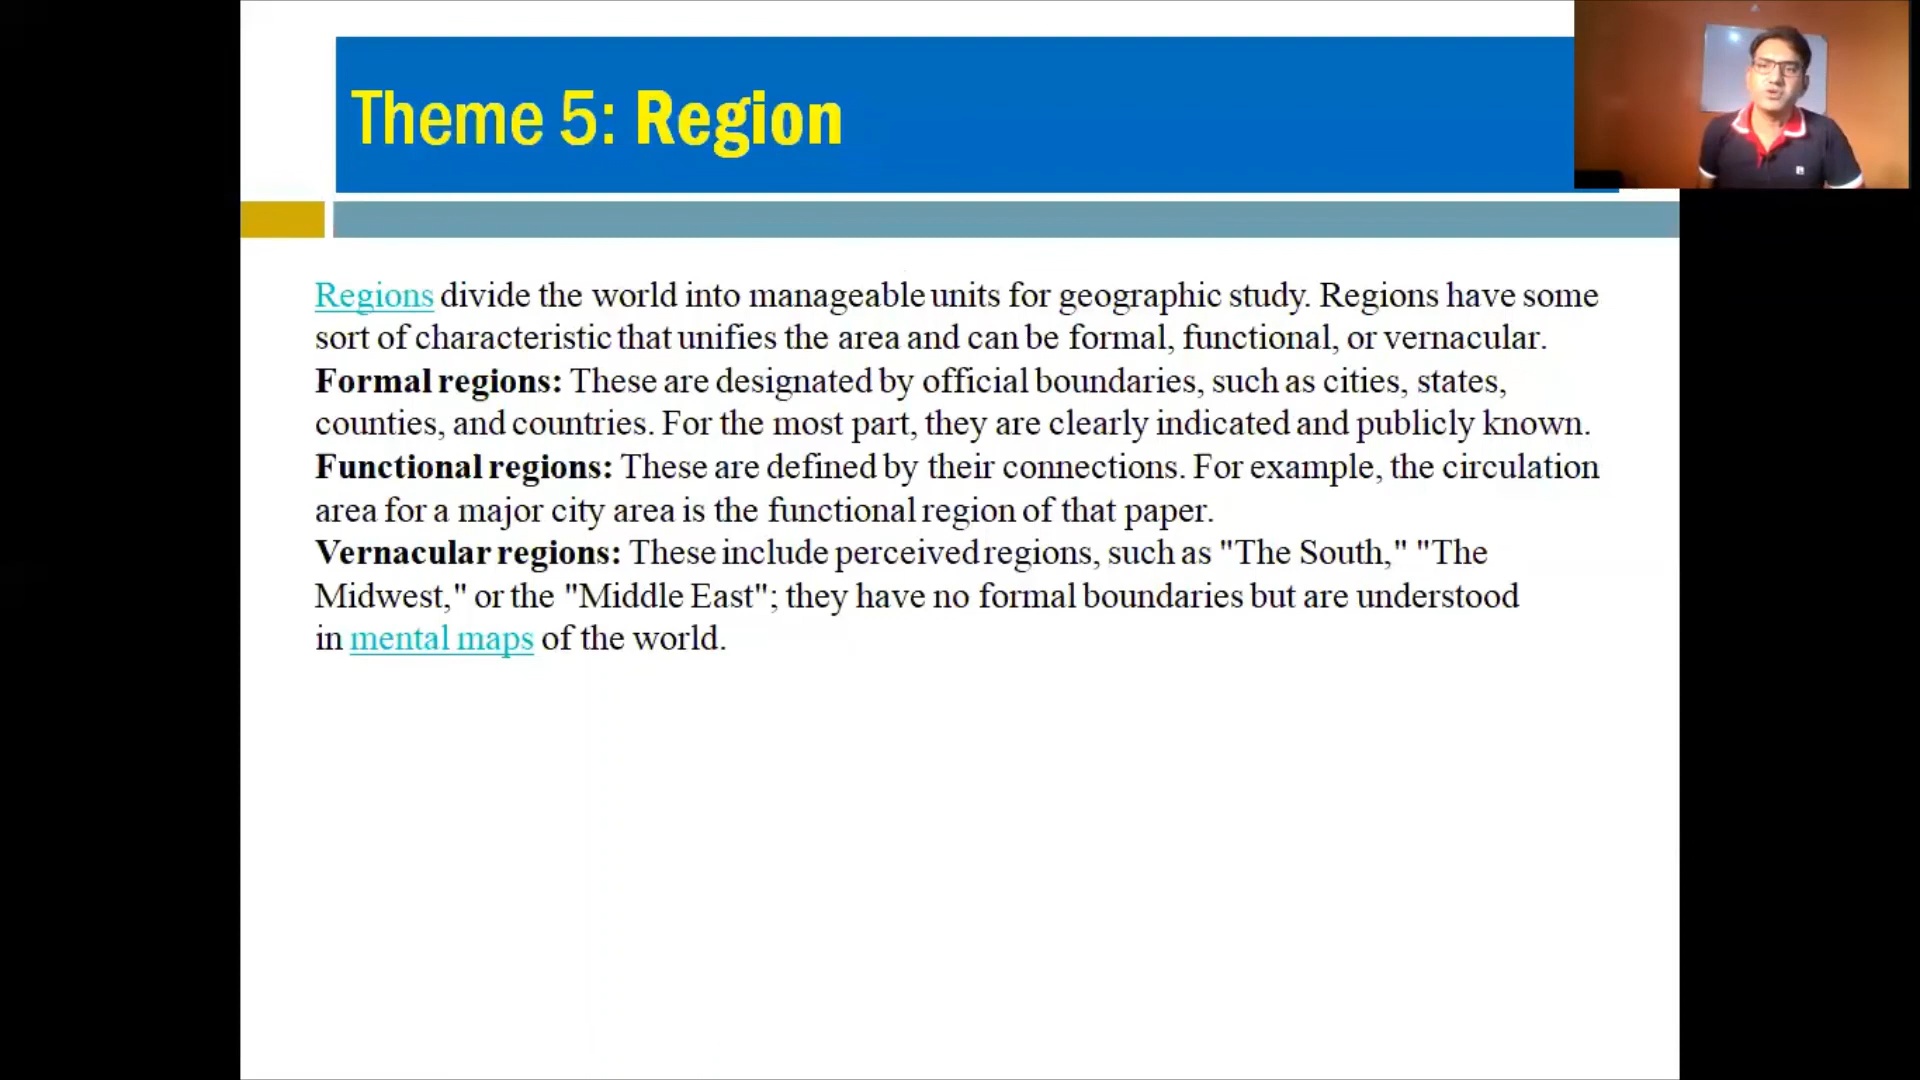 Theme 5: Region
Regions divide the world into manageable units for geographic study. Regions have some
sort of characteristic that unifies the area and can be formal, functional, or vernacular.
Formal regions: These are designated by official boundaries, such as cities, states,
counties, and countries. For the most part, they are clearly indicated and publicly known.
Functional regions: These are defined by their connections. For example, the circulation
area for a major city area is the functional region of that paper.
Vernacular regions: These include perceived regions, such as "The South," "The
Midwest," or the "Middle East"; they have no formal boundaries but are understood
in mental maps of the world.